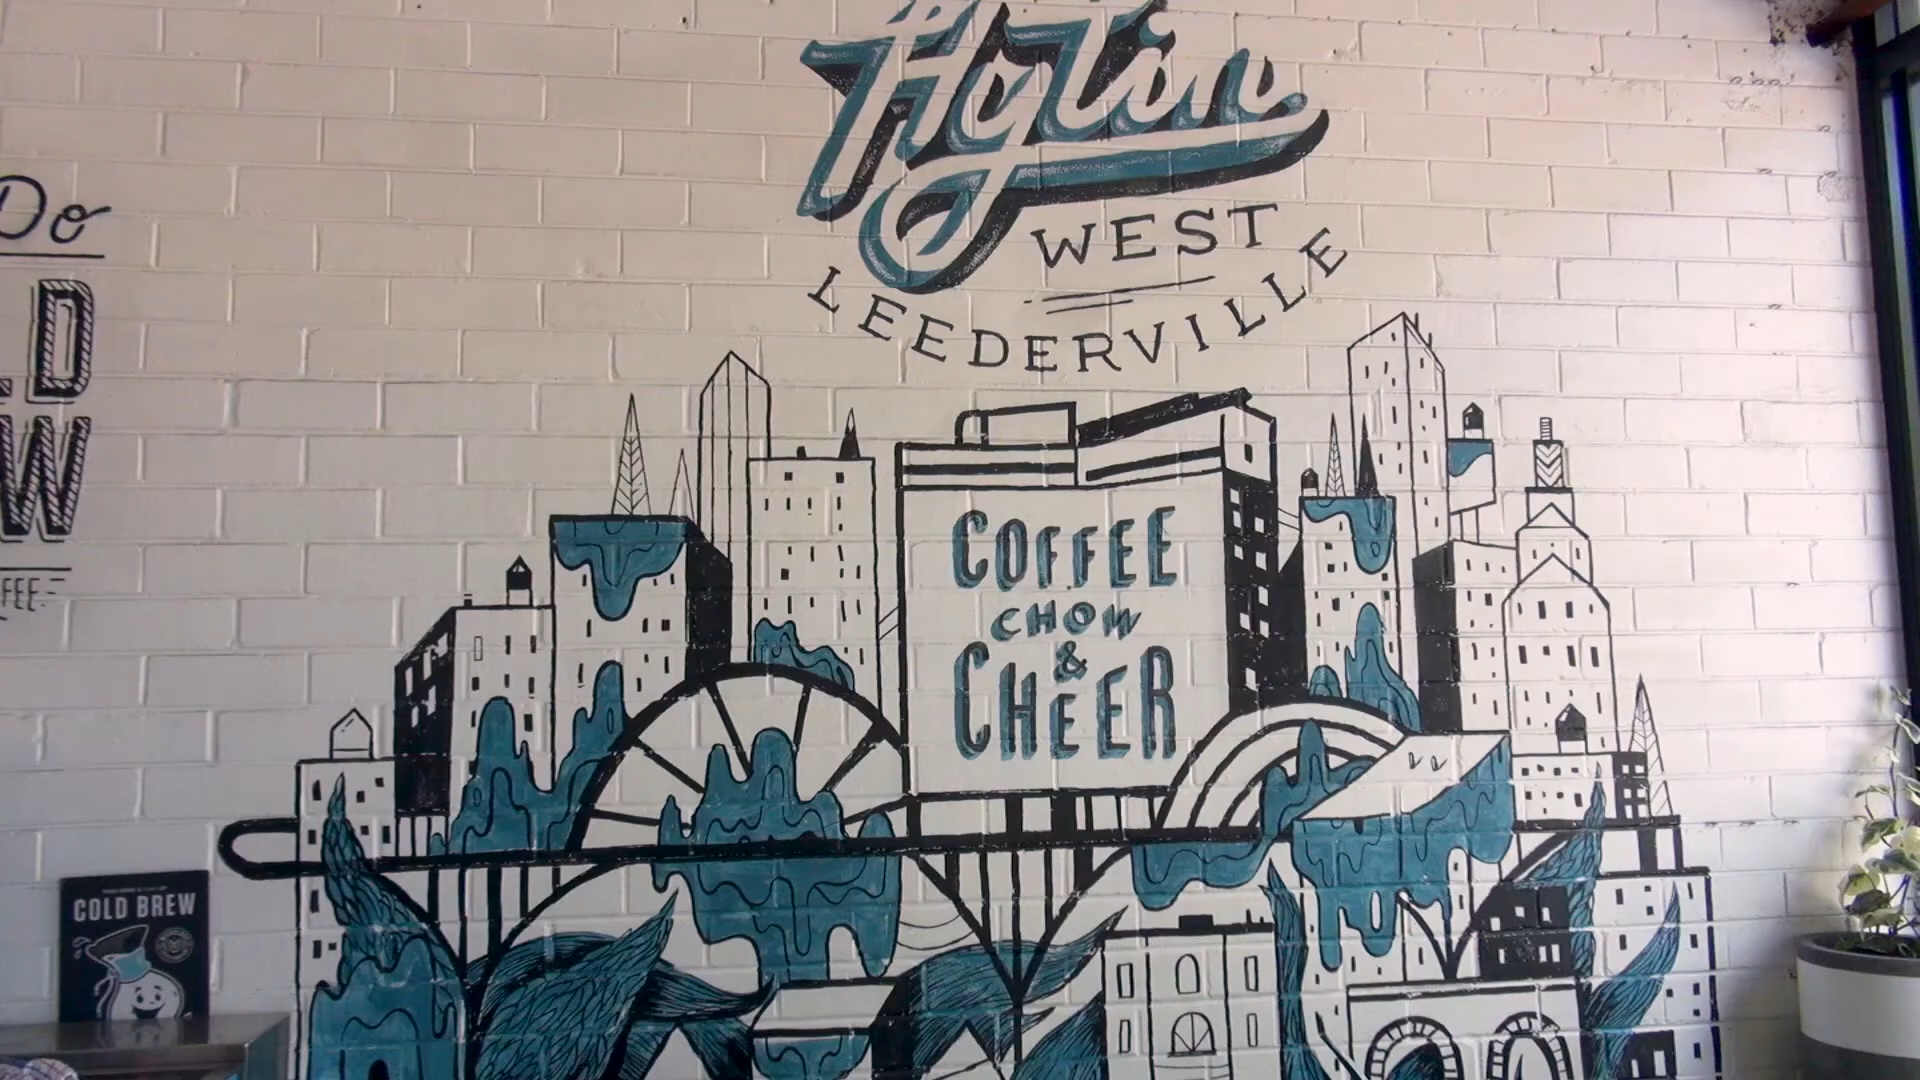 Hylin
WEST
LEEDERVILLE
COFFEE
CHOW
&
CHEER
Do
COLD BREW